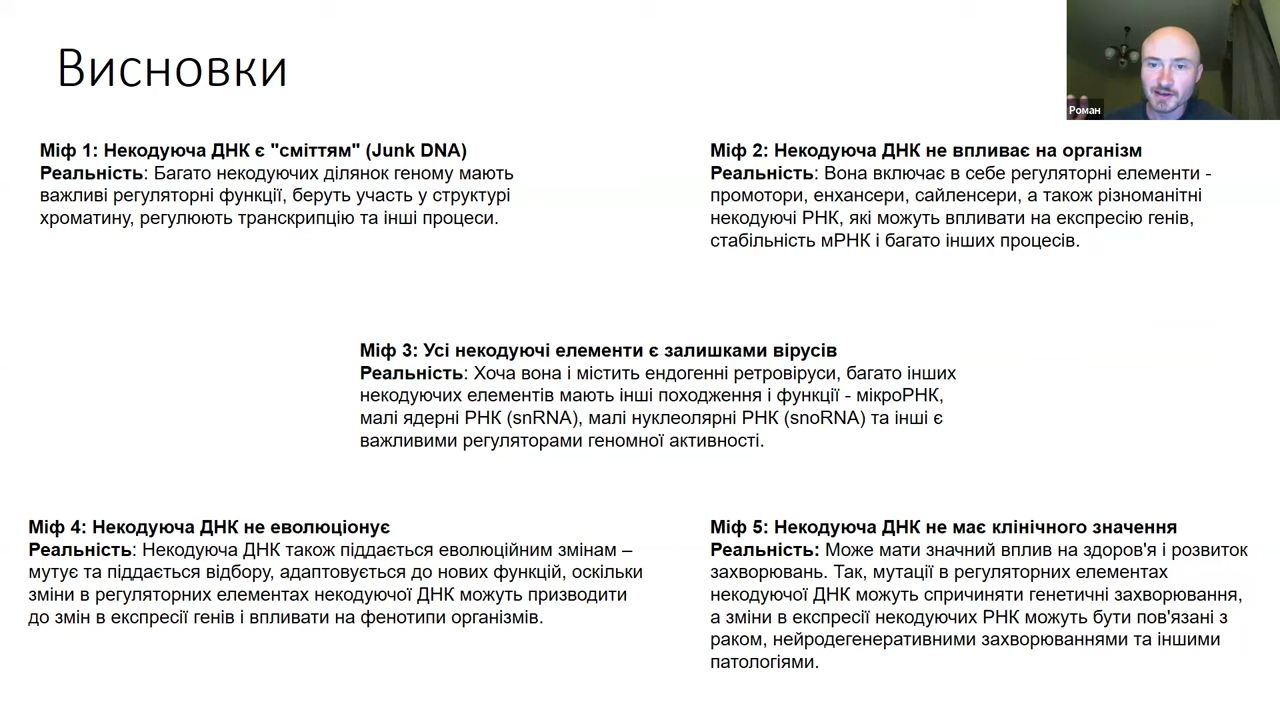 Висновки
Роман
Міф 1: Некодуюча ДНК є "сміттям" (Junk DNA)
Реальність: Багато некодуючих ділянок геному мають
важливі регуляторні функції, беруть участь у структурі
хроматину, регулюють транскрипцію та інші процеси.
Міф 2: Некодуюча ДНК не впливає на організм
Реальність: Вона включає в себе регуляторні елементи -
промотори, енхансери, сайленсери, а також різноманітні
некодуючі РНК, які можуть впливати на експресію генів,
стабільність мРНК і багато інших процесів.
Міф 3: Усі некодуючі елементи є залишками вірусів
Реальність: Хоча вона і містить ендогенні ретровіруси, багато інших
некодуючих елементів мають інші походження і функції - мікроРНК,
малі ядерні РНК (snRNA), малі нуклеолярні РНК (snoRNA) та інші є
важливими регуляторами геномної активності.
Міф 4: Некодуюча ДНК не еволюціонує
Реальність: Некодуюча ДНК також піддається еволюційним змінам –
мутує та піддається відбору, адаптовується до нових функцій, оскільки
зміни в регуляторних елементах некодуючої ДНК можуть призводити
до змін в експресії генів і впливати на фенотипи організмів.
Міф 5: Некодуюча ДНК не має клінічного значення
Реальність: Може мати значний вплив на здоров'я і розвиток
захворювань. Так, мутації в регуляторних елементах
некодуючої ДНК можуть спричиняти генетичні захворювання,
а зміни в експресії некодуючих РНК можуть бути пов'язані з
раком, нейродегенеративними захворюваннями та іншими
патологіями.